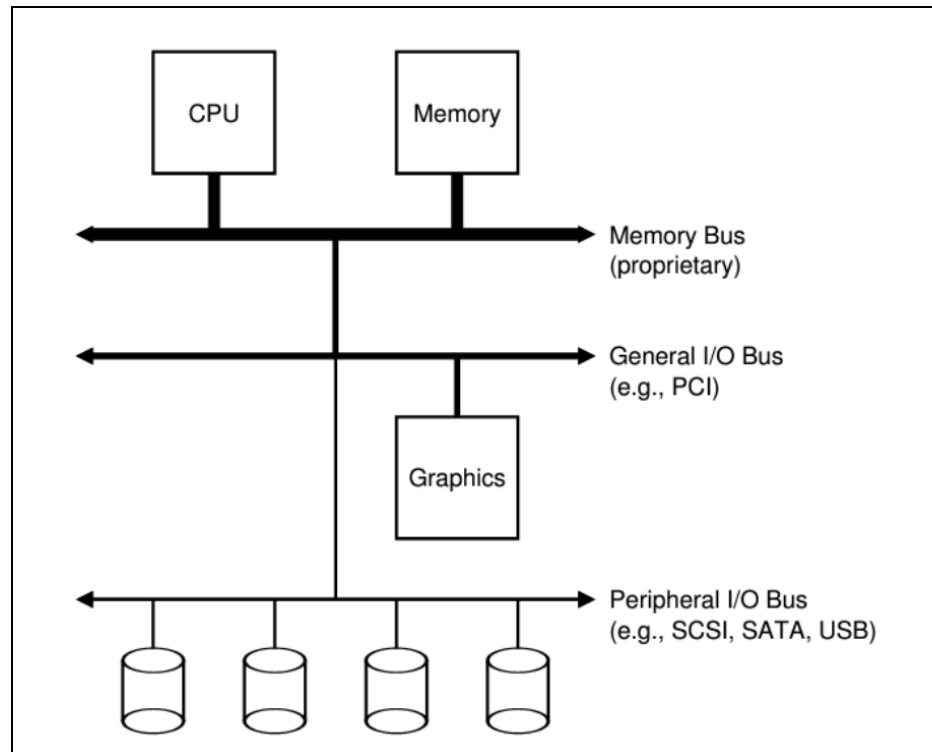 CPU
Memory
Memory Bus
(proprietary)
General I/O Bus
(e.g., PCI)
Graphics
Peripheral I/O Bus
(e.g., SCSI, SATA, USB)